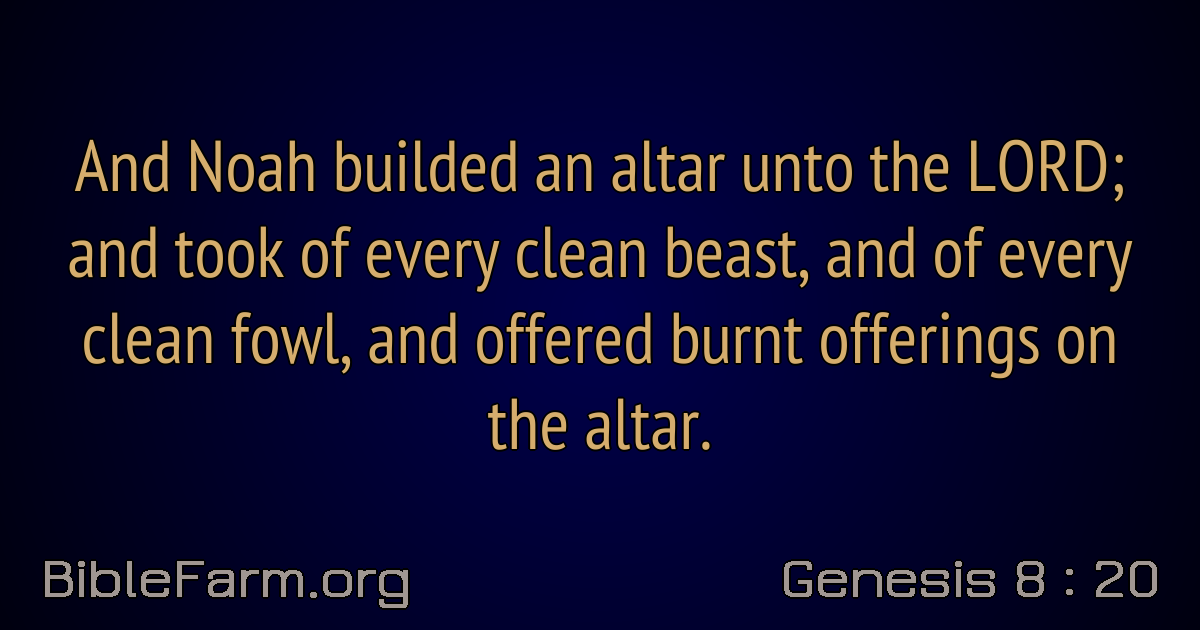 And Noah builded an altar unto the LORD;
and took of every clean beast, and of every
clean fowl, and offered burnt offerings on
the altar.
BibleFarm.org
Genesis 8 : 20